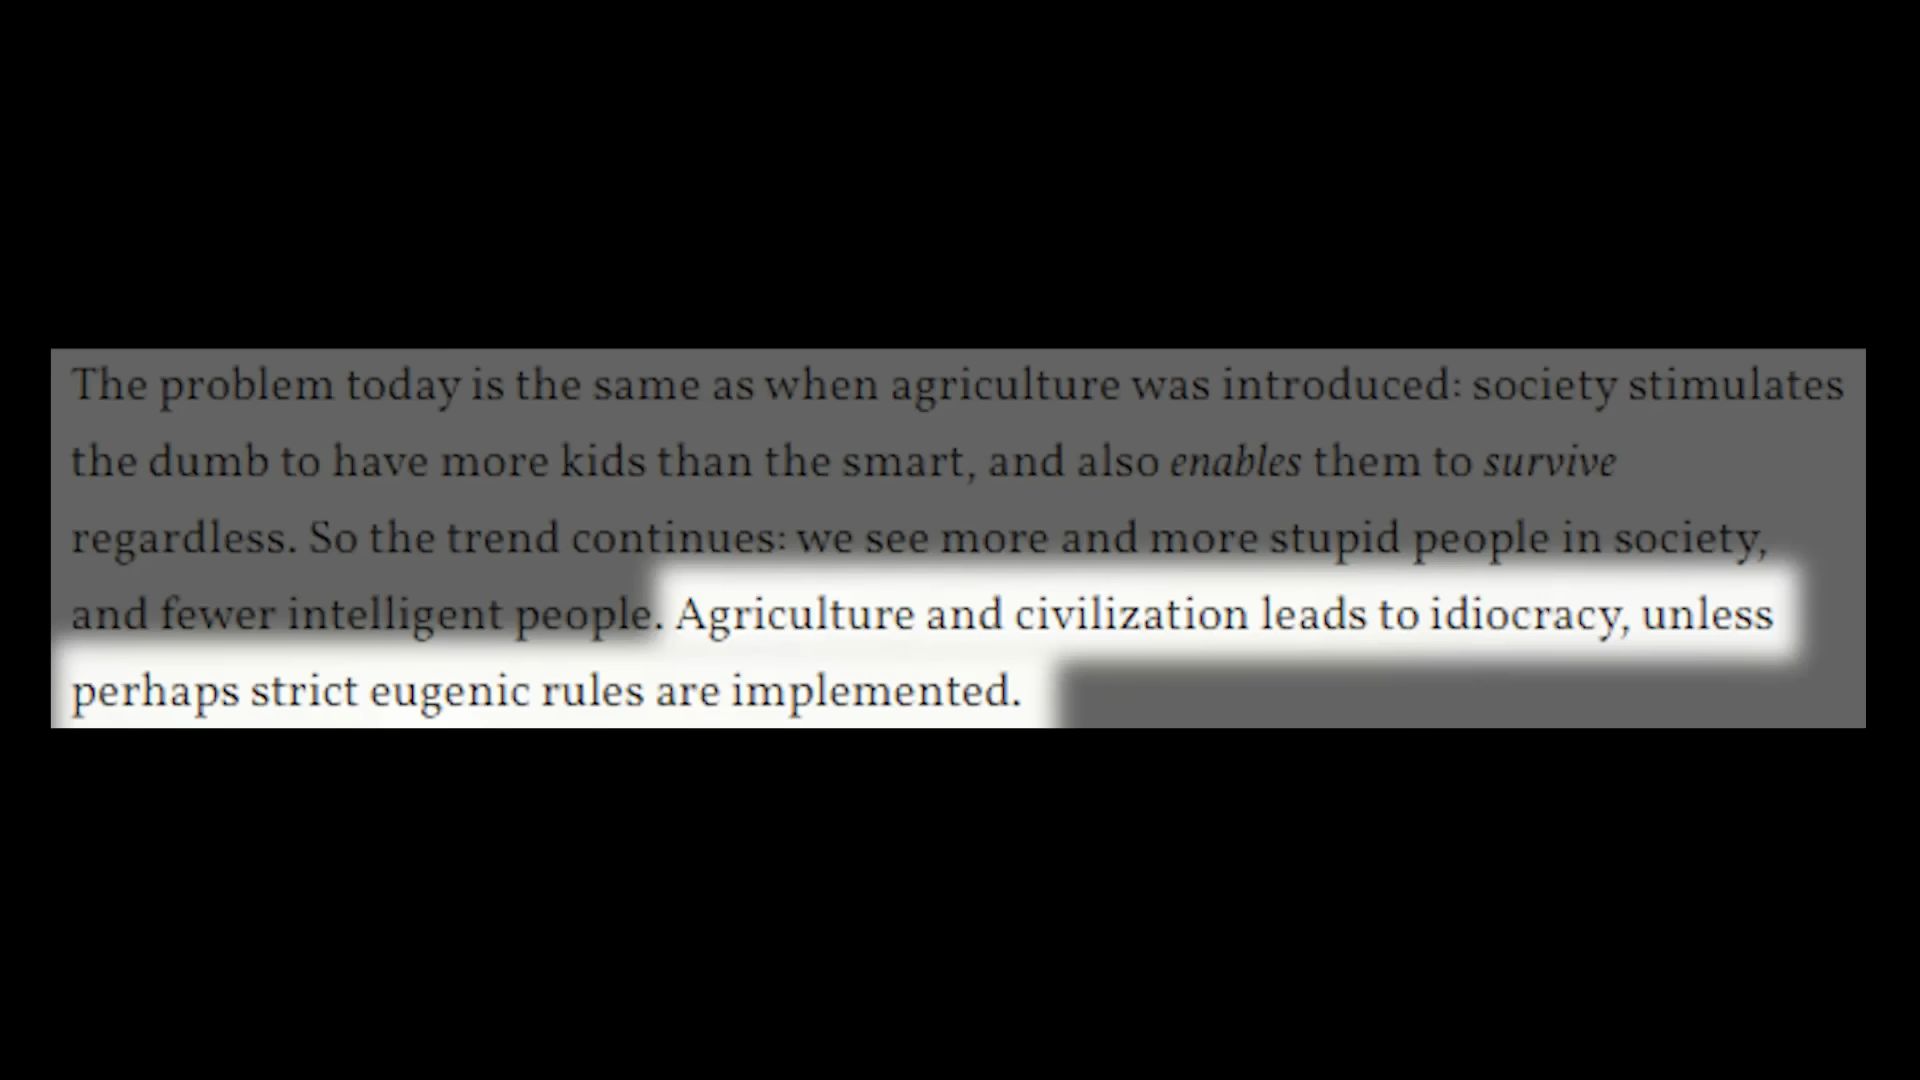 The problem today is the same as when agriculture was introduced: society stimulates
the dumb to have more kids than the smart, and also enables them to survive
regardless. So the trend continues: we see more and more stupid people in society,
and fewer intelligent people. Agriculture and civilization leads to idiocracy, unless
perhaps strict eugenic rules are implemented.